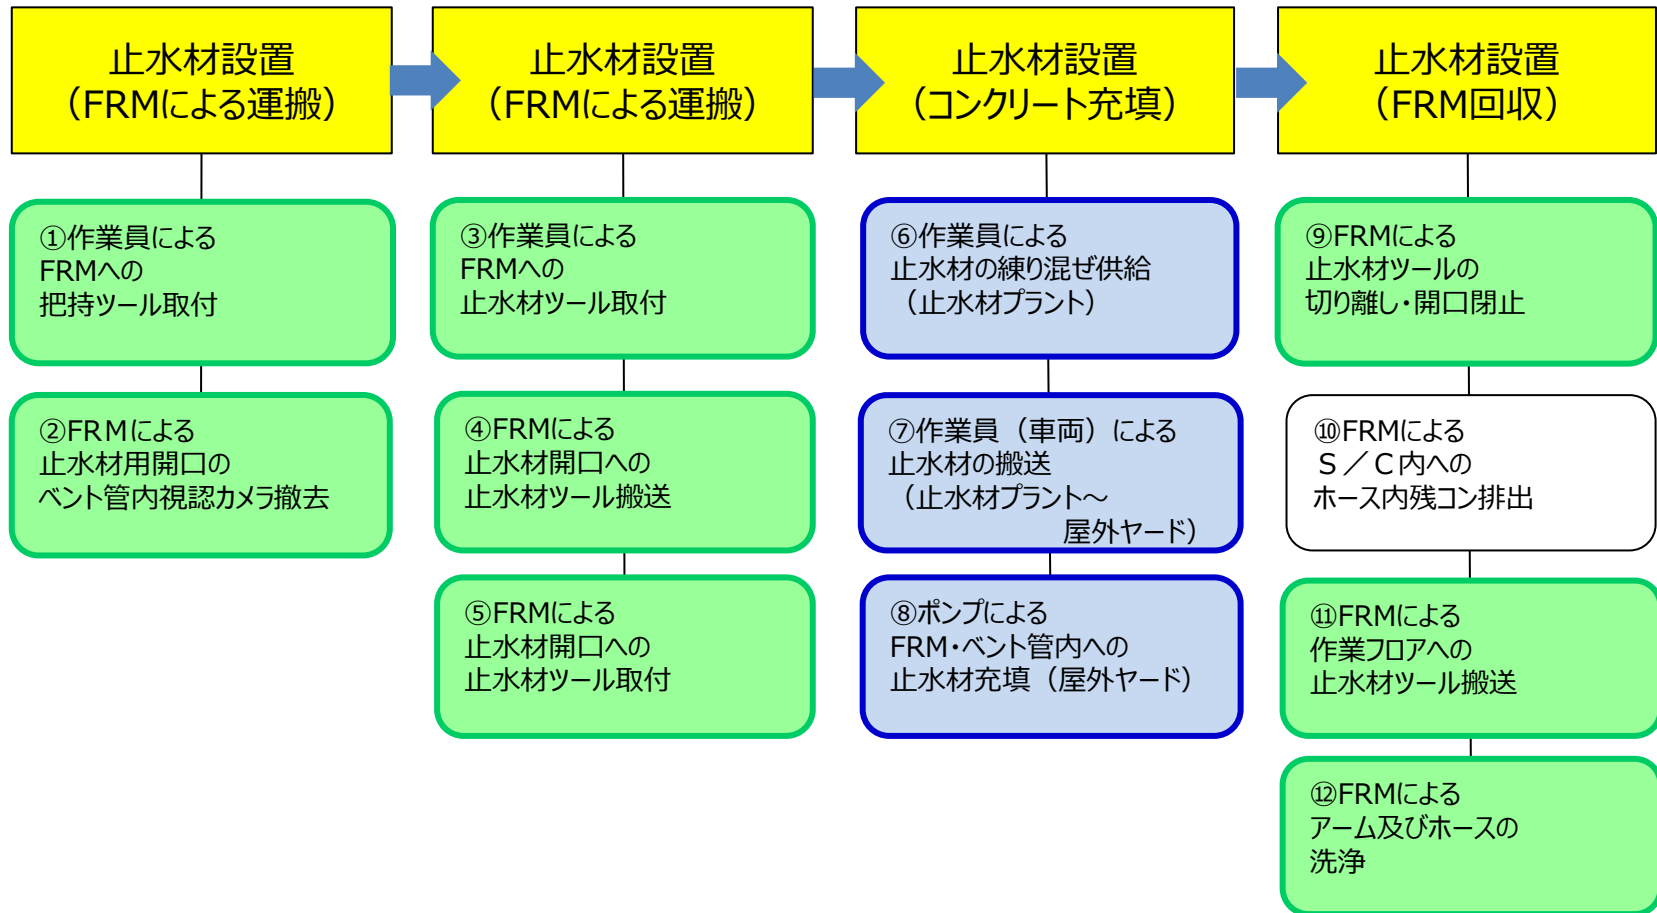 止水材設置
（FRMによる運搬）
止水材設置
（FRMによる運搬）
止水材設置
（コンクリート充填）
止水材設置
（FRM回収）
①作業員による
FRMへの
把持ツール取付
②FRMによる
止水材用開口の
ベント管内視認カメラ撤去
③作業員による
FRMへの
止水材ツール取付
④FRMによる
止水材開口への
止水材ツール搬送
⑤FRMによる
止水材開口への
止水材ツール取付
⑥作業員による
止水材の練り混ぜ供給
（止水材プラント）
⑦作業員（車両）による
止水材の搬送
（止水材プラント～
屋外ヤード）
⑧ポンプによる
FRM・ベント管内への
止水材充填（屋外ヤード）
⑨FRMによる
止水材ツールの
切り離し・開口閉止
⑩FRMによる
Ｓ／Ｃ内への
ホース内残コン排出
⑪FRMによる
作業フロアへの
止水材ツール搬送
⑫FRMによる
アーム及びホースの
洗浄